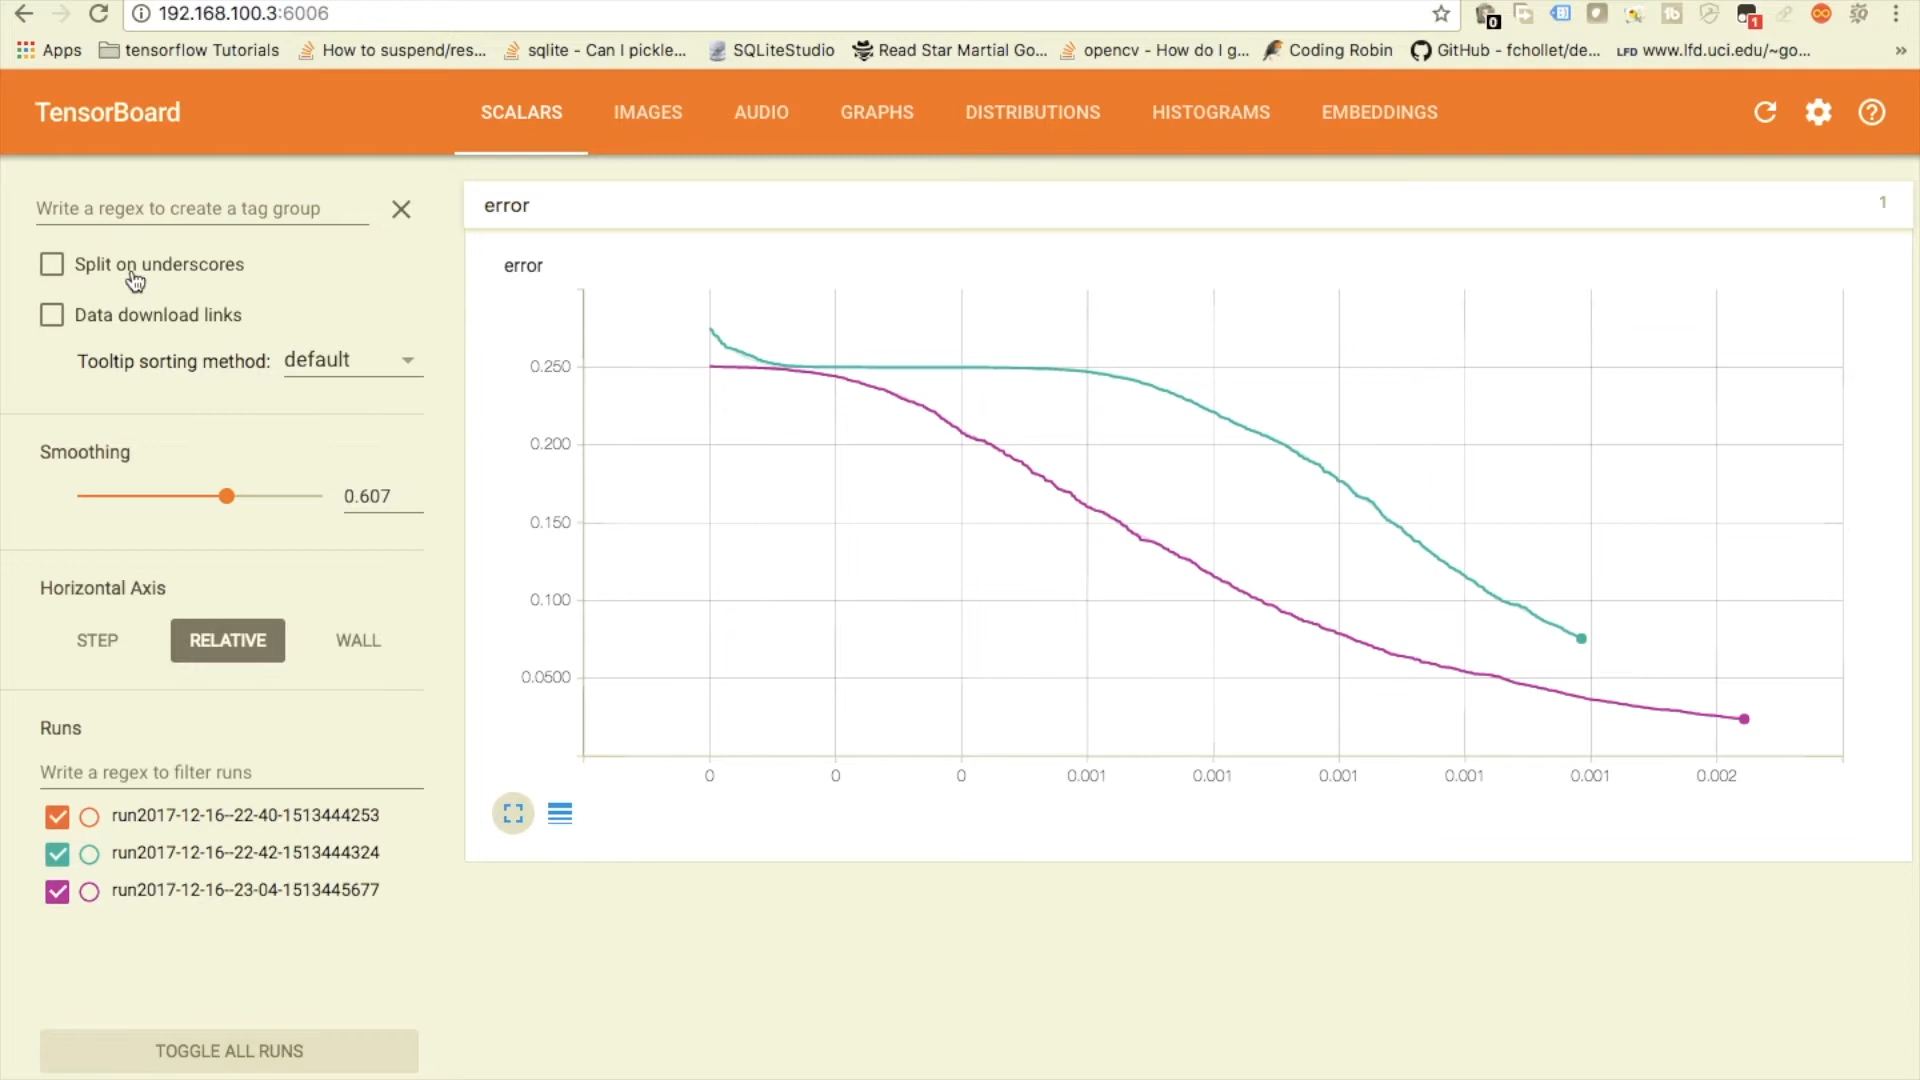 192.168.100.3:6006
0
1
Apps tensorflow Tutorials How to suspend/res... sqlite - Can I pickle... SQLiteStudio Read Star Martial Go... opencv - How do I g... Coding Robin GitHub - fchollet/de... LFD www.lfd.uci.edu/~go... »
TensorBoard SCALARS IMAGES AUDIO GRAPHS DISTRIBUTIONS HISTOGRAMS EMBEDDINGS
Write a regex to create a tag group
Split on underscores
Data download links
Tooltip sorting method: default
Smoothing
0.607
Horizontal Axis
STEP RELATIVE WALL
Runs
Write a regex to filter runs
run2017-12-16--22-40-1513444253
run2017-12-16--22-42-1513444324
run2017-12-16--23-04-1513445677
TOGGLE ALL RUNS
error 1
error
0.250
0.200
0.150
0.100
0.0500
0 0 0 0.001 0.001 0.001 0.001 0.001 0.002